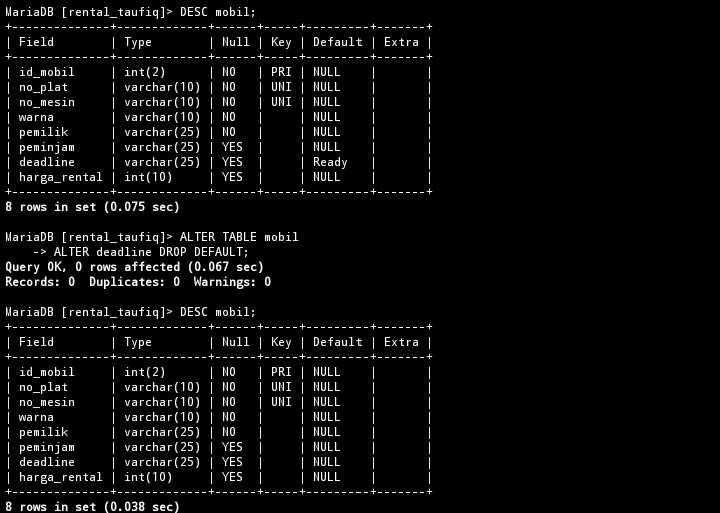 MariaDB [rental_taufiq]> DESC mobil;
+--------------+-------------+------+-----+---------+-------+
| Field        | Type        | Null | Key | Default | Extra |
+--------------+-------------+------+-----+---------+-------+
| id_mobil     | int(2)      | NO   | PRI | NULL    |       |
| no_plat      | varchar(10) | NO   | UNI | NULL    |       |
| no_mesin     | varchar(10) | NO   | UNI | NULL    |       |
| warna        | varchar(10) | NO   |     | NULL    |       |
| pemilik      | varchar(25) | NO   |     | NULL    |       |
| peminjam     | varchar(25) | YES  |     | NULL    |       |
| deadline     | varchar(25) | YES  |     | Ready   |       |
| harga_rental | int(10)     | YES  |     | NULL    |       |
+--------------+-------------+------+-----+---------+-------+
8 rows in set (0.075 sec)

MariaDB [rental_taufiq]> ALTER TABLE mobil
    -> ALTER deadline DROP DEFAULT;
Query OK, 0 rows affected (0.067 sec)
Records: 0  Duplicates: 0  Warnings: 0

MariaDB [rental_taufiq]> DESC mobil;
+--------------+-------------+------+-----+---------+-------+
| Field        | Type        | Null | Key | Default | Extra |
+--------------+-------------+------+-----+---------+-------+
| id_mobil     | int(2)      | NO   | PRI | NULL    |       |
| no_plat      | varchar(10) | NO   | UNI | NULL    |       |
| no_mesin     | varchar(10) | NO   | UNI | NULL    |       |
| warna        | varchar(10) | NO   |     | NULL    |       |
| pemilik      | varchar(25) | NO   |     | NULL    |       |
| peminjam     | varchar(25) | YES  |     | NULL    |       |
| deadline     | varchar(25) | YES  |     | NULL    |       |
| harga_rental | int(10)     | YES  |     | NULL    |       |
+--------------+-------------+------+-----+---------+-------+
8 rows in set (0.038 sec)